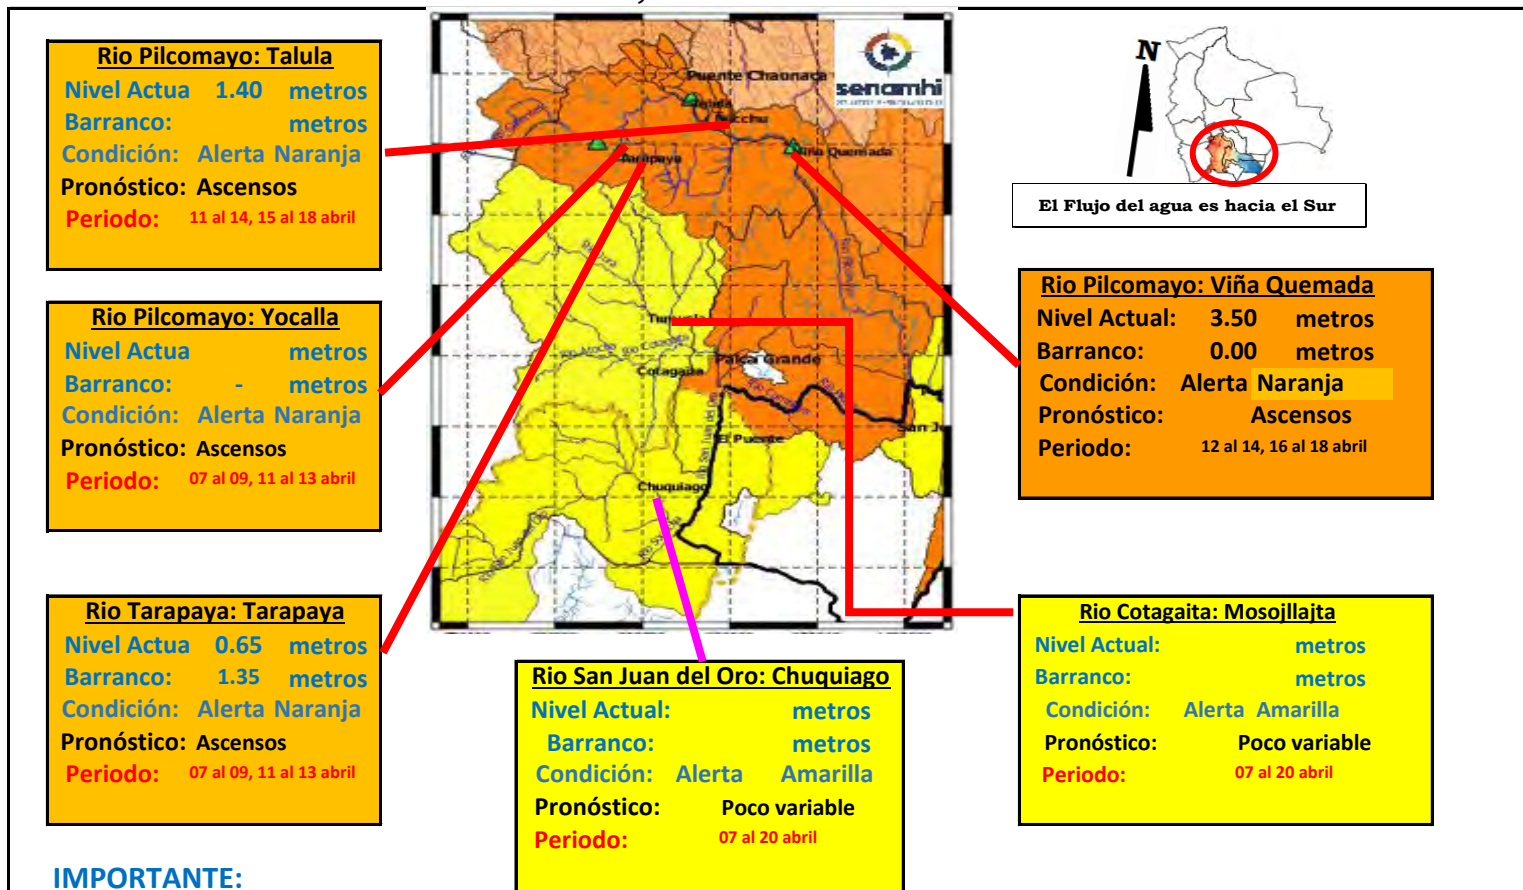 Rio Pilcomayo: Talula
Nivel Actua 1.40 metros
Barranco: metros
Condición: Alerta Naranja
Pronóstico: Ascensos
Periodo: 11 al 14, 15 al 18 abril
Rio Pilcomayo: Yocalla
Nivel Actua metros
Barranco: - metros
Condición: Alerta Naranja
Pronóstico: Ascensos
Periodo: 07 al 09, 11 al 13 abril
Rio Tarapaya: Tarapaya
Nivel Actua 0.65 metros
Barranco: 1.35 metros
Condición: Alerta Naranja
Pronóstico: Ascensos
Periodo: 07 al 09, 11 al 13 abril
IMPORTANTE:
senamhi
Puente Chaunaca
Tarapaya
Viña Quemada
Tumusla
Palca Grande
Cotagaita
El Puente
San
Chuquiago
Rio San Juan del Oro
N
El Flujo del agua es hacia el Sur
Rio Pilcomayo: Viña Quemada
Nivel Actual: 3.50 metros
Barranco: 0.00 metros
Condición: Alerta Naranja
Pronóstico: Ascensos
Periodo: 12 al 14, 16 al 18 abril
Rio San Juan del Oro: Chuquiago
Nivel Actual: metros
Barranco: metros
Condición: Alerta Amarilla
Pronóstico: Poco variable
Periodo: 07 al 20 abril
Rio Cotagaita: Mosojllajta
Nivel Actual: metros
Barranco: metros
Condición: Alerta Amarilla
Pronóstico: Poco variable
Periodo: 07 al 20 abril